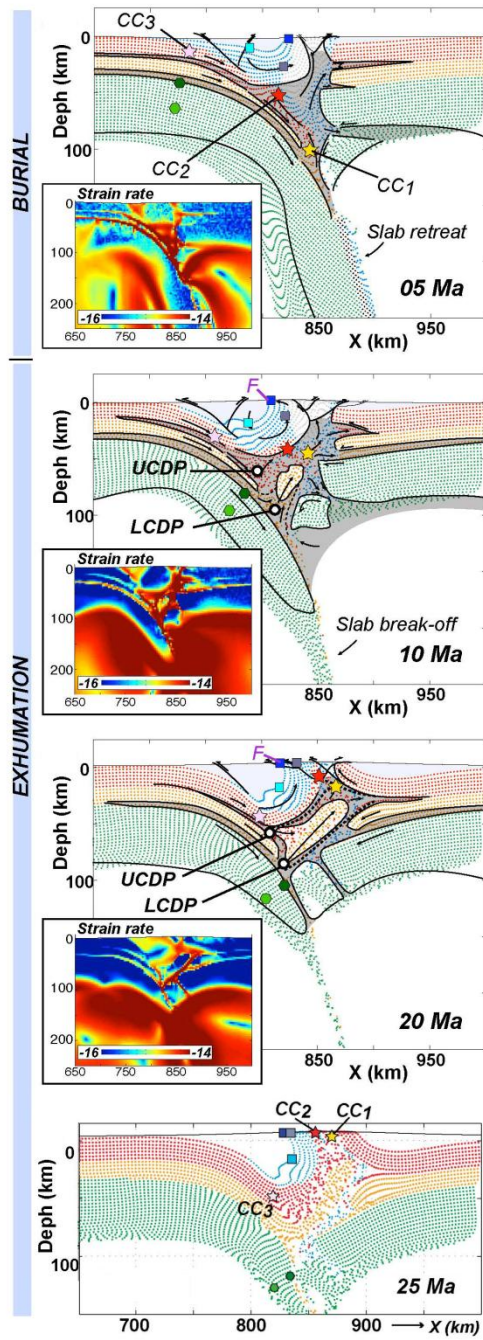 BURIAL
EXHUMATION
CC3
0
Deph (km)
100
CC2
CC1
Strain rate
0
100
200
-16
-14
650
750
850
950
Slab retreat
05 Ma
850
950
X (km)
F
0
Deph (km)
100
UCDP
LCDP
Strain rate
0
100
200
-16
-14
650
750
850
950
Slab break-off
10 Ma
850
950
X (km)
F
0
Deph (km)
100
UCDP
LCDP
Strain rate
0
100
200
-16
-14
650
750
850
950
20 Ma
850
950
X (km)
CC2
CC1
0
Deph (km)
100
CC3
25 Ma
700
800
900
X (km)